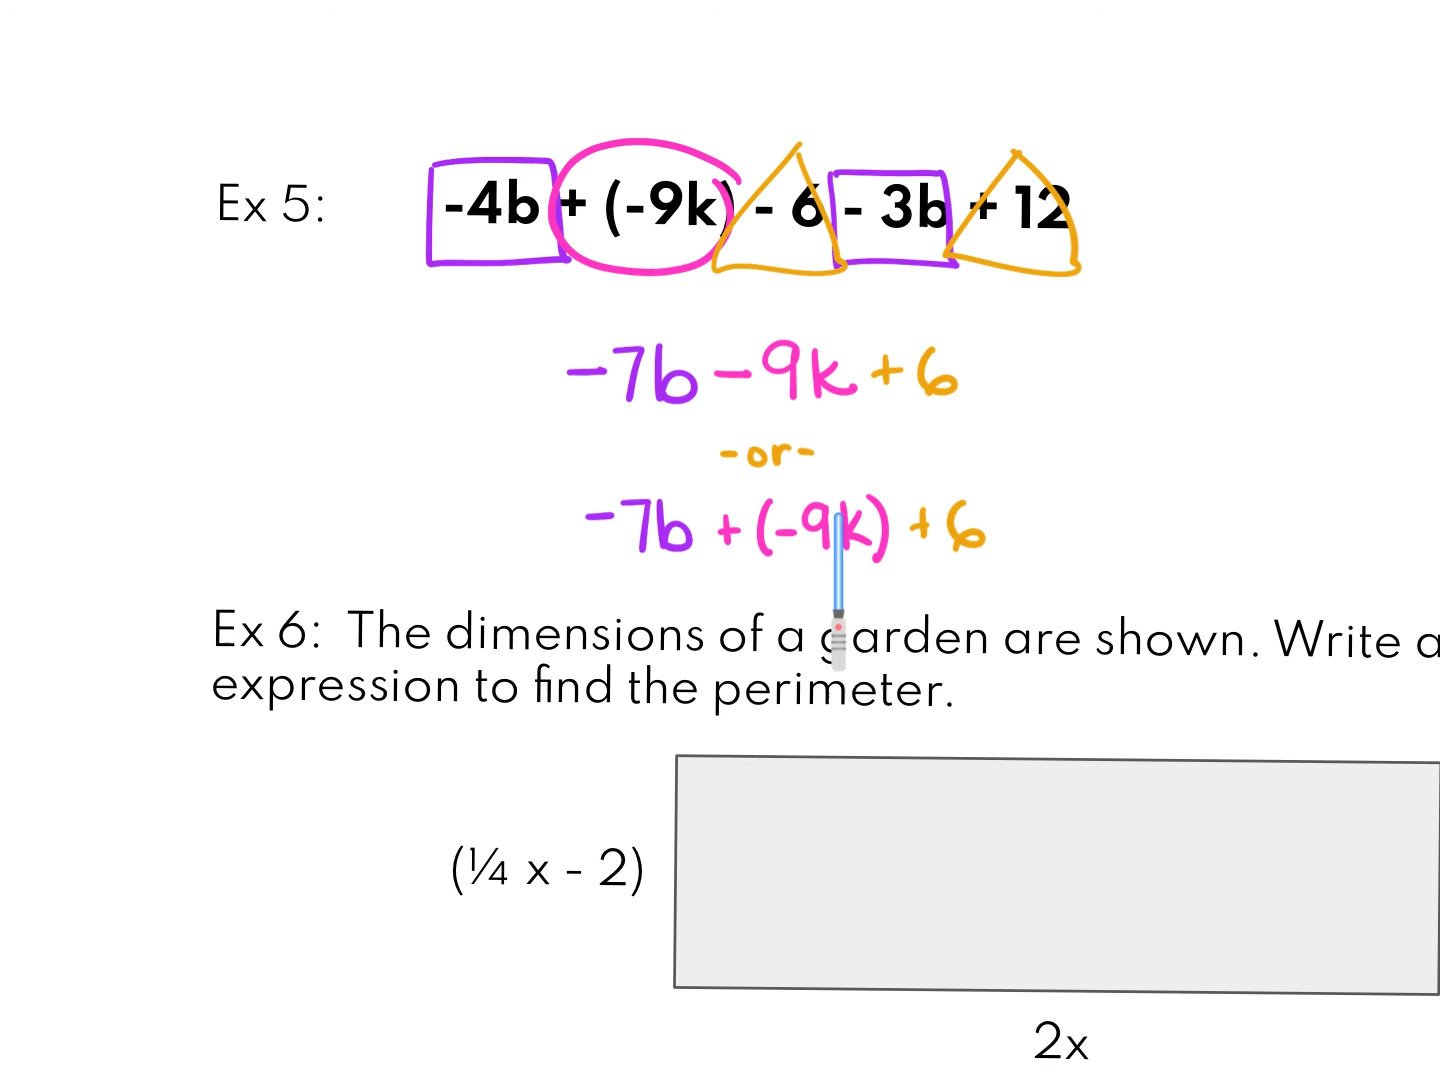 Ex 5: -4b + (-9k) - 6 - 3b + 12
-7b - 9k + 6
-or-
-7b + (-9k) + 6
Ex 6: The dimensions of a garden are shown. Write a
expression to find the perimeter.
(¼ x - 2)
2x